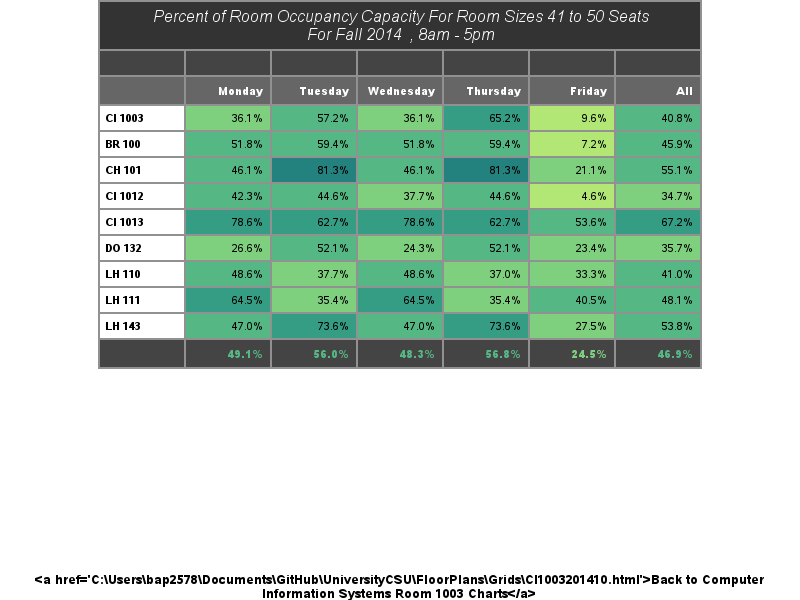 Percent of Room Occupancy Capacity For Room Sizes 41 to 50 Seats
For Fall 2014 , 8am - 5pm
Monday Tuesday Wednesday Thursday Friday All
CI 1003 36.1% 57.2% 36.1% 65.2% 9.6% 40.8%
BR 100 51.8% 59.4% 51.8% 59.4% 7.2% 45.9%
CH 101 46.1% 81.3% 46.1% 81.3% 21.1% 55.1%
CI 1012 42.3% 44.6% 37.7% 44.6% 4.6% 34.7%
CI 1013 78.6% 62.7% 78.6% 62.7% 53.6% 67.2%
DO 132 26.6% 52.1% 24.3% 52.1% 23.4% 35.7%
LH 110 48.6% 37.7% 48.6% 37.0% 33.3% 41.0%
LH 111 64.5% 35.4% 64.5% 35.4% 40.5% 48.1%
LH 143 47.0% 73.6% 47.0% 73.6% 27.5% 53.8%
49.1% 56.0% 48.3% 56.8% 24.5% 46.9%
<a href='C:\Users\bap2578\Documents\GitHub\UniversityCSU\FloorPlans\Grids\CI1003201410.html'>Back to Computer
Information Systems Room 1003 Charts</a>